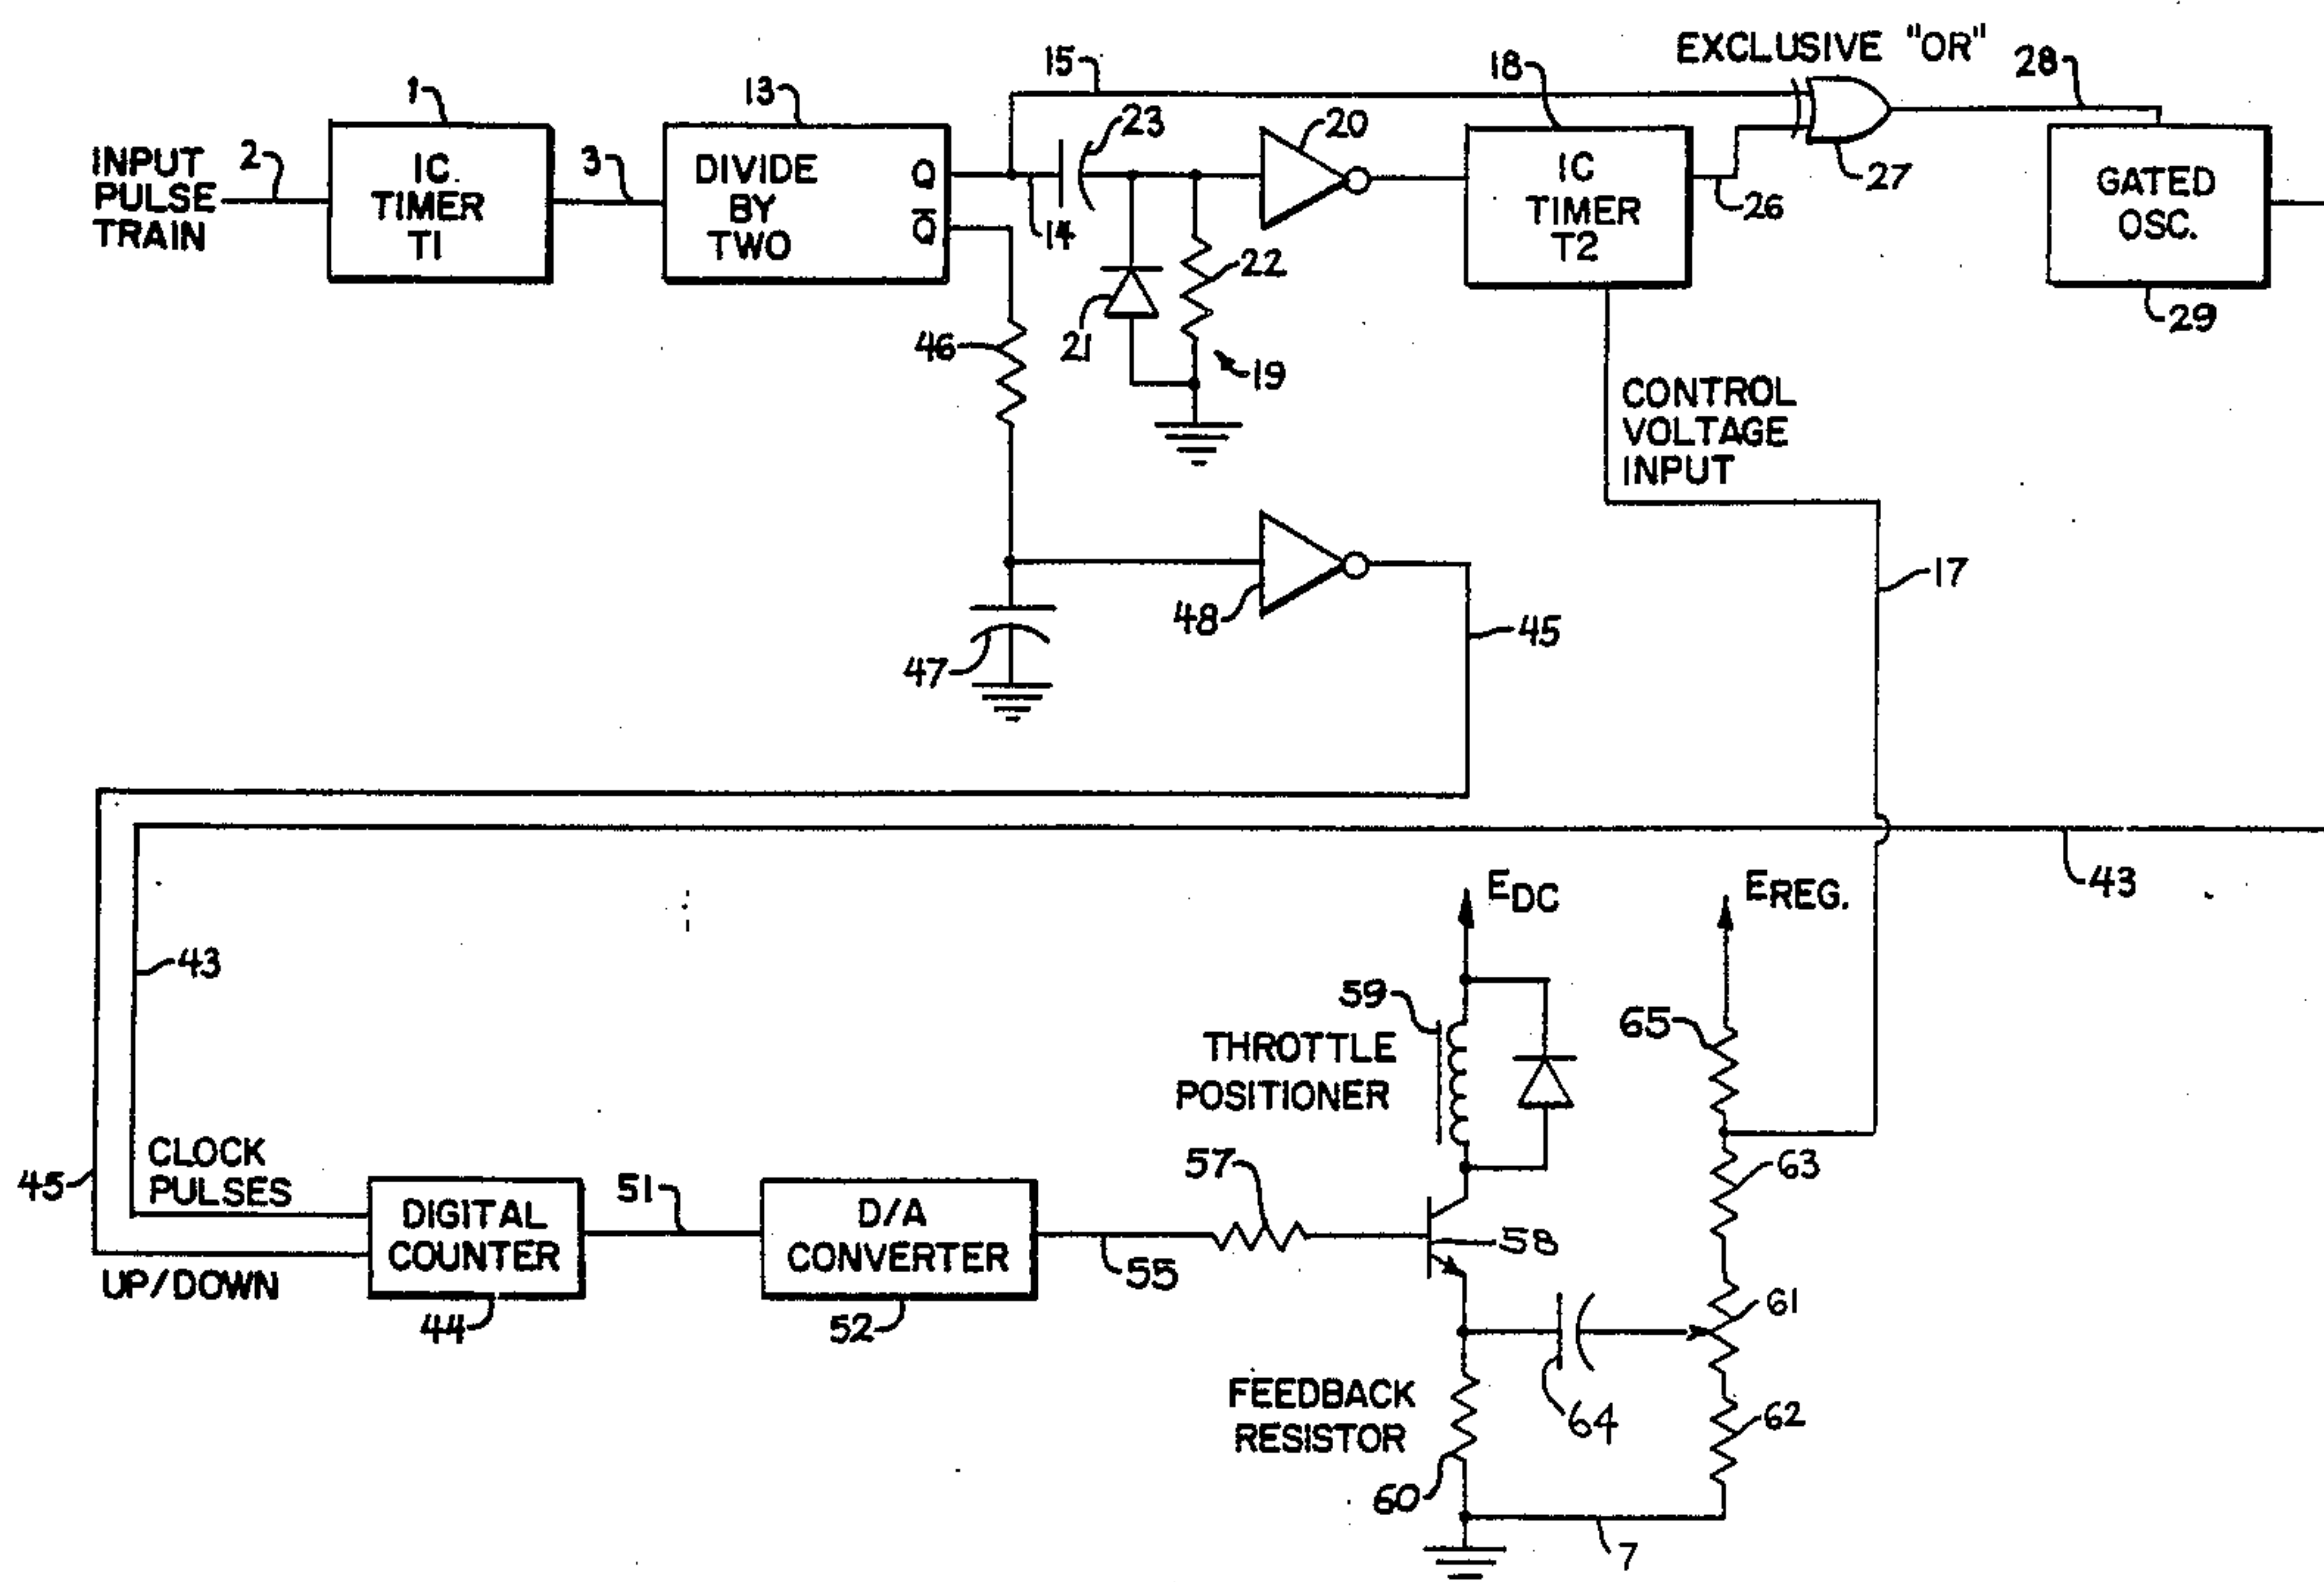 EXCLUSIVE "OR"
15
18
28
1
13
23
20
INPUT
PULSE
TRAIN
2
IC
TIMER
T1
3
DIVIDE
BY
TWO
Q
Q̅
14
IC
TIMER
T2
26
27
GATED
OSC.
29
46
21
22
19
CONTROL
VOLTAGE
INPUT
17
48
45
47
43
EDC
EREG.
43
59
THROTTLE
POSITIONER
65
45
CLOCK
PULSES
UP/DOWN
DIGITAL
COUNTER
44
51
D/A
CONVERTER
52
55
57
58
63
61
64
62
FEEDBACK
RESISTOR
60
7